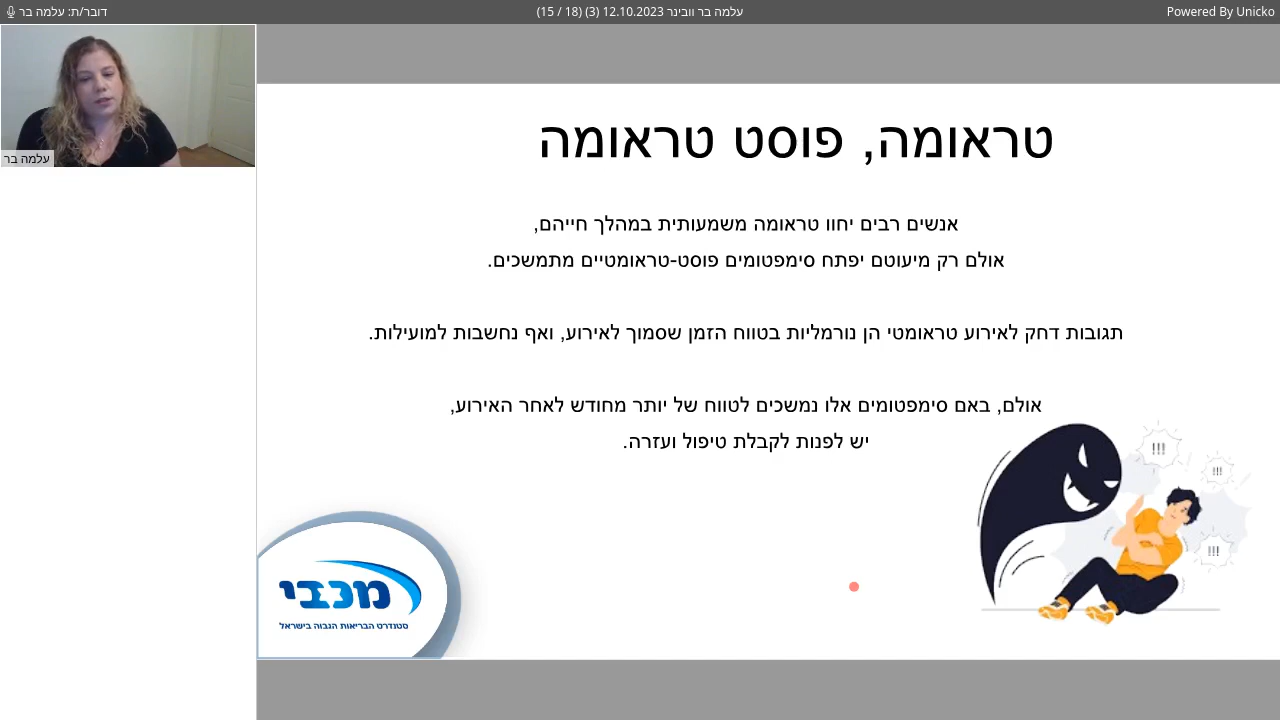 דובר/ת: עלמה בר
עלמה בר וובינר 12.10.2023 (3) (15 / 18)
Powered By Unicko
עלמה בר
טראומה, פוסט טראומה
אנשים רבים יחוו טראומה משמעותית במהלך חייהם,
אולם רק מיעוטם יפתח סימפטומים פוסט-טראומטיים מתמשכים.
תגובות דחק לאירוע טראומטי הן נורמליות בטווח הזמן שסמוך לאירוע, ואף נחשבות למועילות.
אולם, באם סימפטומים אלו נמשכים לטווח של יותר מחודש לאחר האירוע,
יש לפנות לקבלת טיפול ועזרה.
!!!
!!!
!!!
מכבי
סטנדרט הבריאות הגבוה בישראל